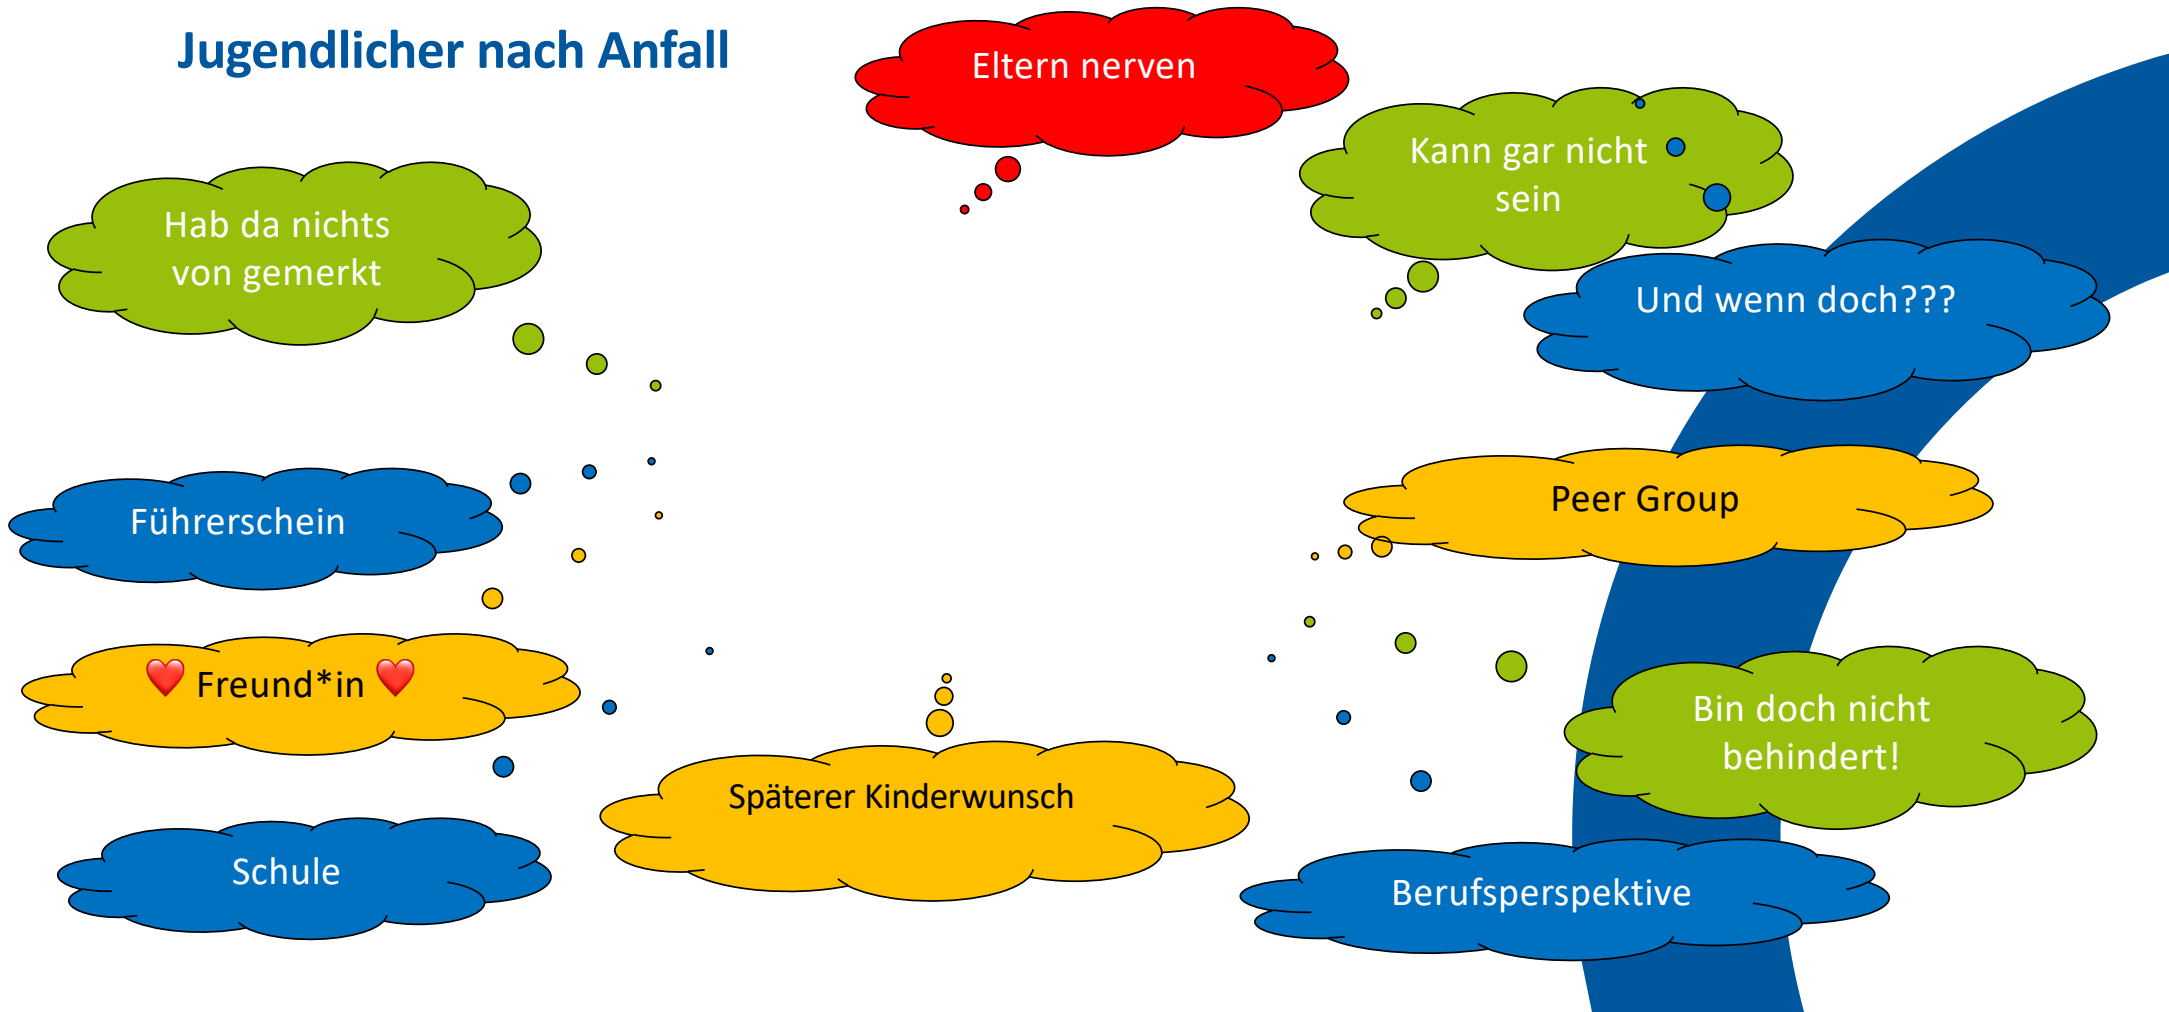 Jugendlicher nach Anfall
Eltern nerven
Kann gar nicht
sein
Hab da nichts
von gemerkt
Und wenn doch???
Führerschein
Peer Group
❤️ Freund*in ❤️
Bin doch nicht
behindert!
Späterer Kinderwunsch
Schule
Berufsperspektive